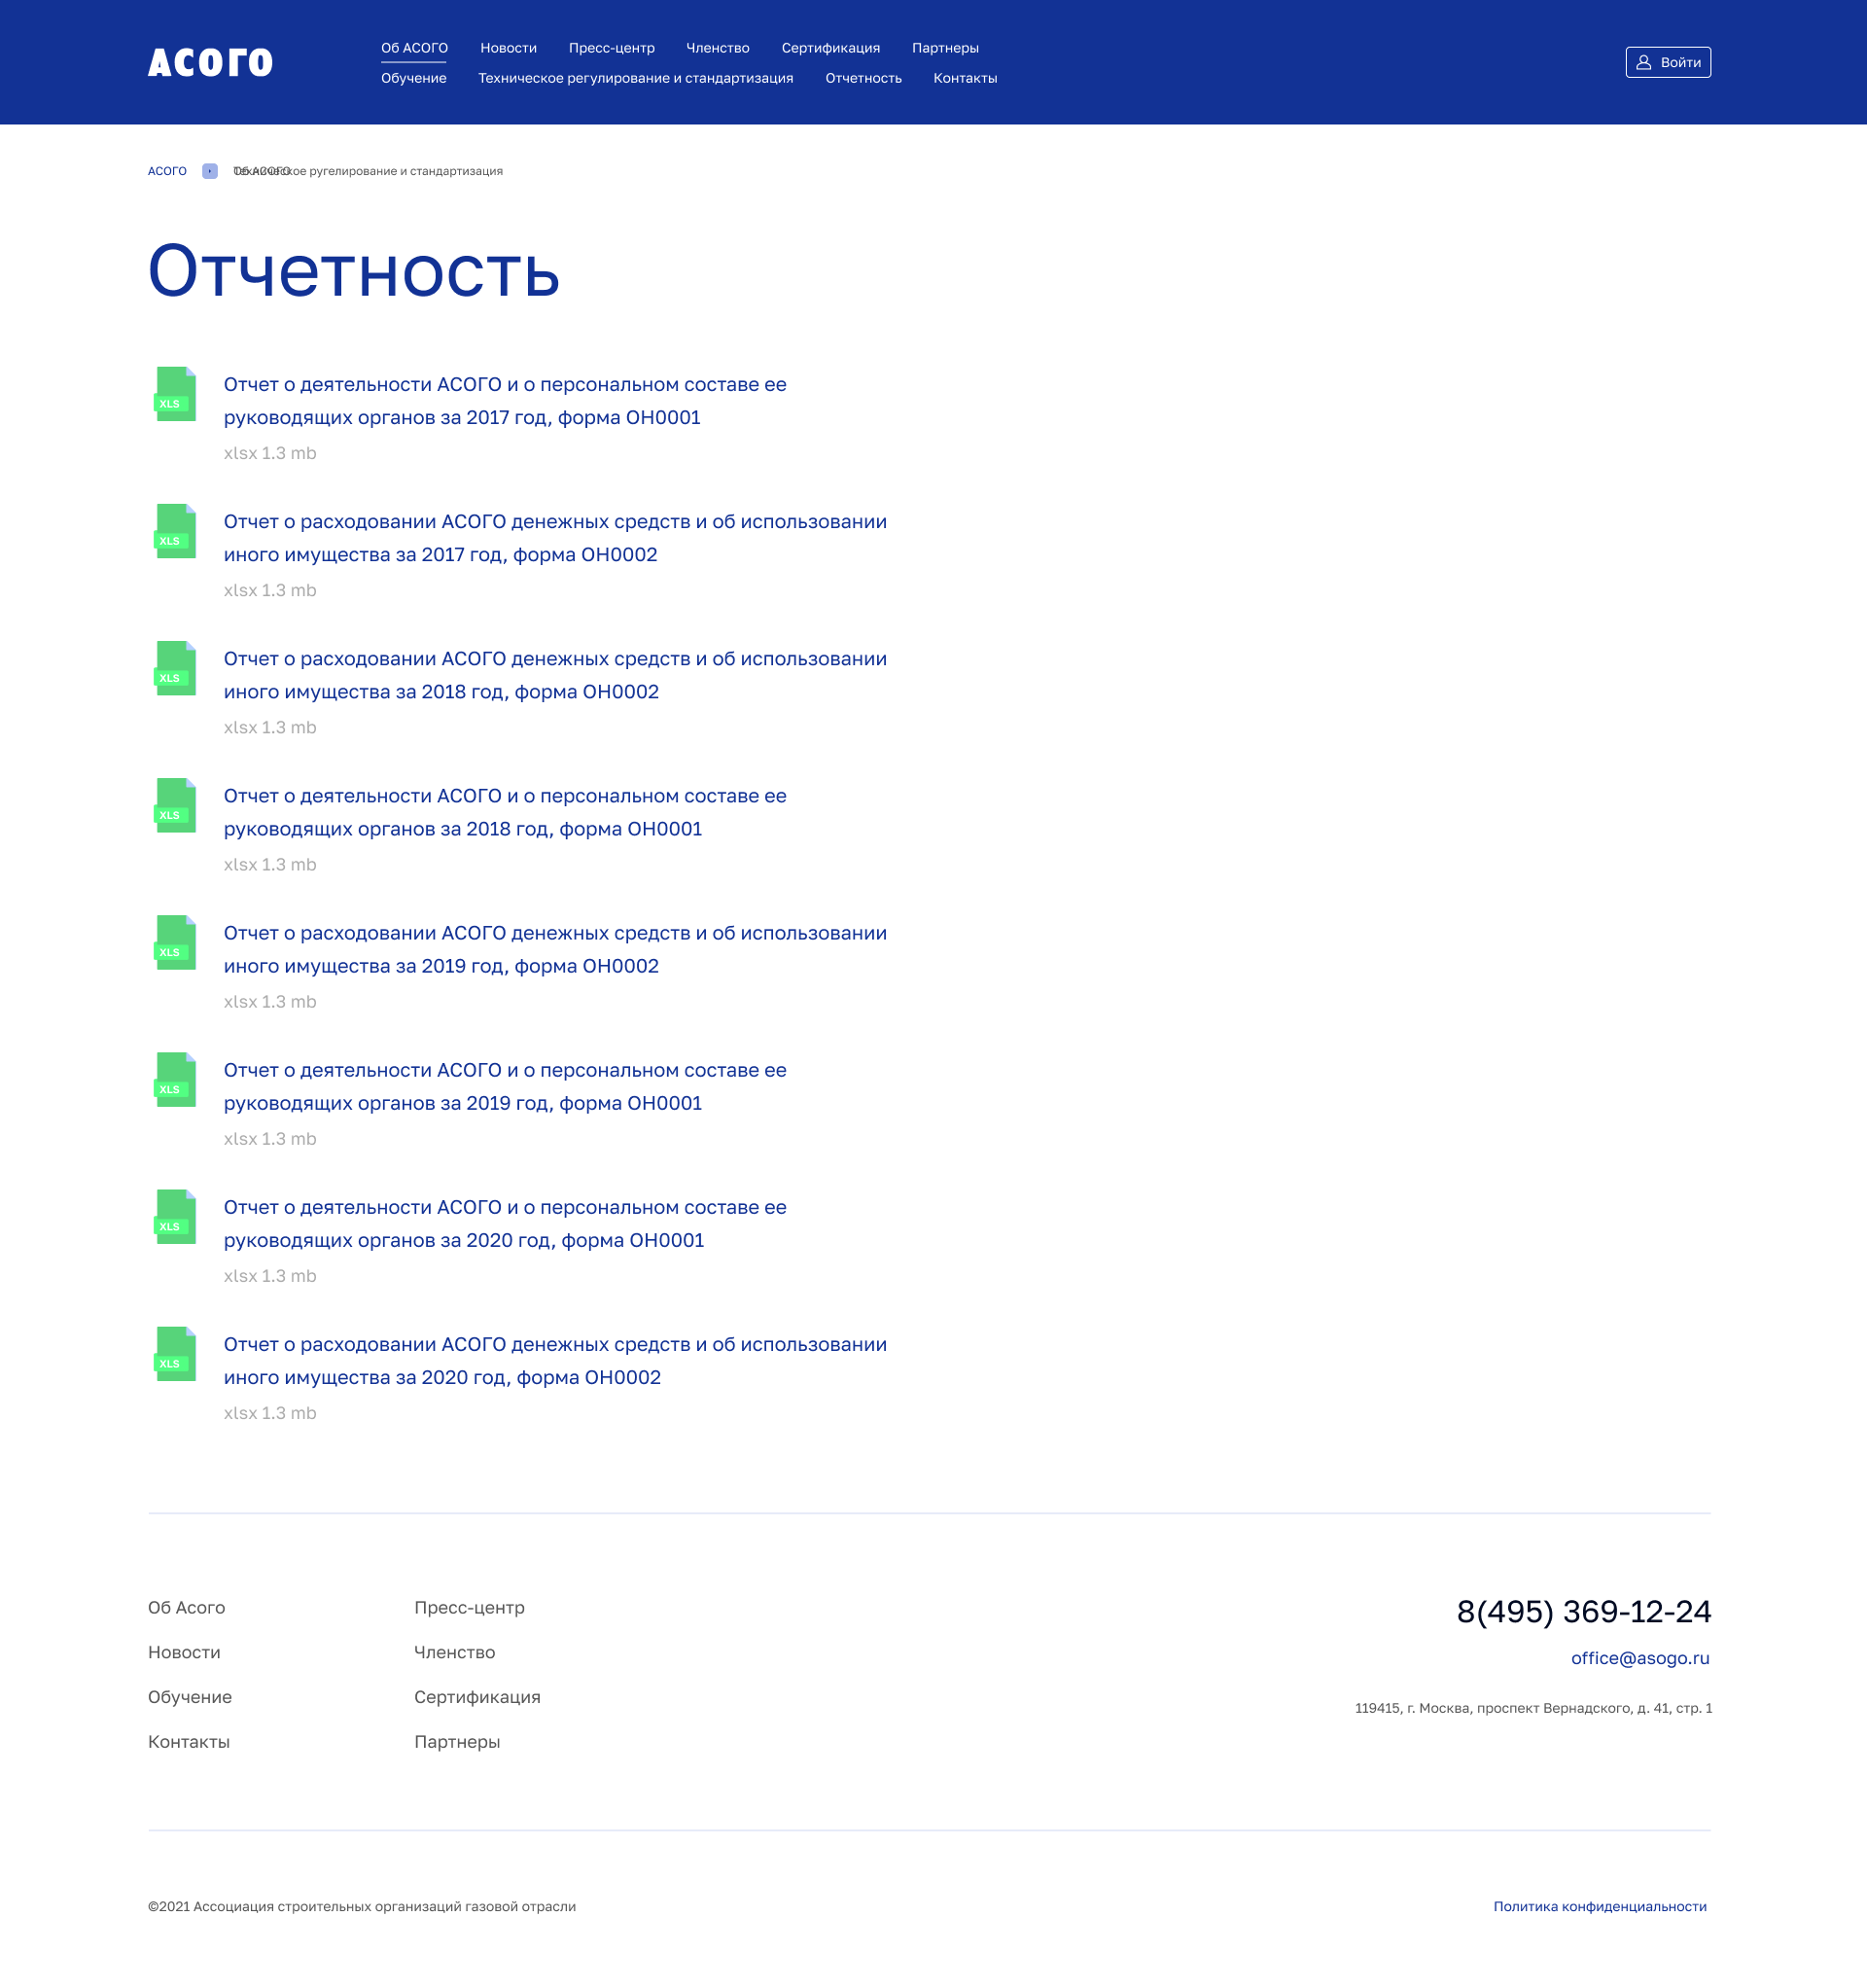 АСОГО
Об АСОГО Новости Пресс-центр Членство Сертификация Партнеры
Обучение Техническое регулирование и стандартизация Отчетность Контакты
Войти
АСОГО Об АСОГО Техническое ругелирование и стандартизация
Отчетность
XLS
Отчет о деятельности АСОГО и о персональном составе ее
руководящих органов за 2017 год, форма ОН0001
xlsx 1.3 mb
XLS
Отчет о расходовании АСОГО денежных средств и об использовании
иного имущества за 2017 год, форма ОН0002
xlsx 1.3 mb
XLS
Отчет о расходовании АСОГО денежных средств и об использовании
иного имущества за 2018 год, форма ОН0002
xlsx 1.3 mb
XLS
Отчет о деятельности АСОГО и о персональном составе ее
руководящих органов за 2018 год, форма ОН0001
xlsx 1.3 mb
XLS
Отчет о расходовании АСОГО денежных средств и об использовании
иного имущества за 2019 год, форма ОН0002
xlsx 1.3 mb
XLS
Отчет о деятельности АСОГО и о персональном составе ее
руководящих органов за 2019 год, форма ОН0001
xlsx 1.3 mb
XLS
Отчет о деятельности АСОГО и о персональном составе ее
руководящих органов за 2020 год, форма ОН0001
xlsx 1.3 mb
XLS
Отчет о расходовании АСОГО денежных средств и об использовании
иного имущества за 2020 год, форма ОН0002
xlsx 1.3 mb
Об Асого
Новости
Обучение
Контакты
Пресс-центр
Членство
Сертификация
Партнеры
8(495) 369-12-24
office@asogo.ru
119415, г. Москва, проспект Вернадского, д. 41, стр. 1
©2021 Ассоциация строительных организаций газовой отрасли
Политика конфиденциальности